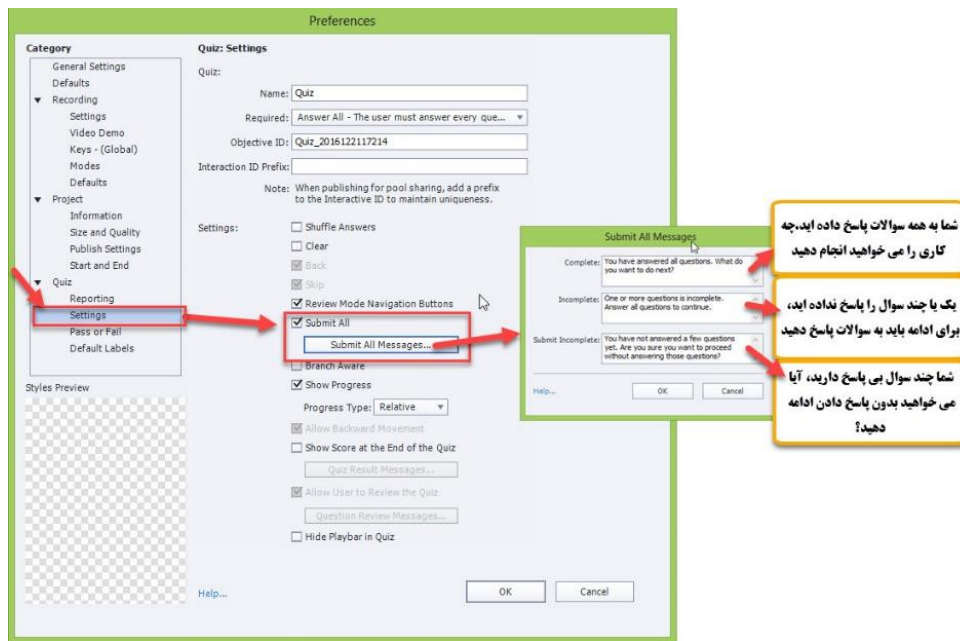 Preferences
Category
General Settings
Defaults
Recording
Settings
Video Demo
Keys - (Global)
Modes
Defaults
Project
Information
Size and Quality
Publish Settings
Start and End
Quiz
Reporting
Settings
Pass or Fail
Default Labels
Styles Preview
Quiz: Settings
Quiz:
Name: Quiz
Required: Answer All - The user must answer every que...
Objective ID: Quiz_2016122117214
Interaction ID Prefix:
Note: When publishing for pool sharing, add a prefix
to the Interactive ID to maintain uniqueness.
Settings: Shuffle Answers
Clear
Back
Skip
Review Mode Navigation Buttons
Submit All
Submit All Messages...
Branch Aware
Show Progress
Progress Type: Relative
Allow Backward Movement
Show Score at the End of the Quiz
Quiz Result Messages...
Allow User to Review the Quiz
Question Review Messages...
Hide Playbar in Quiz
Help...
OK
Cancel
Submit All Messages
Complete: You have answered all questions. What do
you want to do next?
Incomplete: One or more questions is incomplete.
Answer all questions to continue.
Submit Incomplete: You have not answered a few questions
yet. Are you sure you want to proceed
without answering those questions?
Help...
OK
Cancel
شما به همه سوالات پاسخ داده اید،چه
کاری را می خواهید انجام دهید
یک یا چند سوال را پاسخ نداده اید،
برای ادامه باید به سوالات پاسخ دهید
شما چند سوال بی پاسخ دارید، آیا
می خواهید بدون پاسخ دادن ادامه
دهید؟